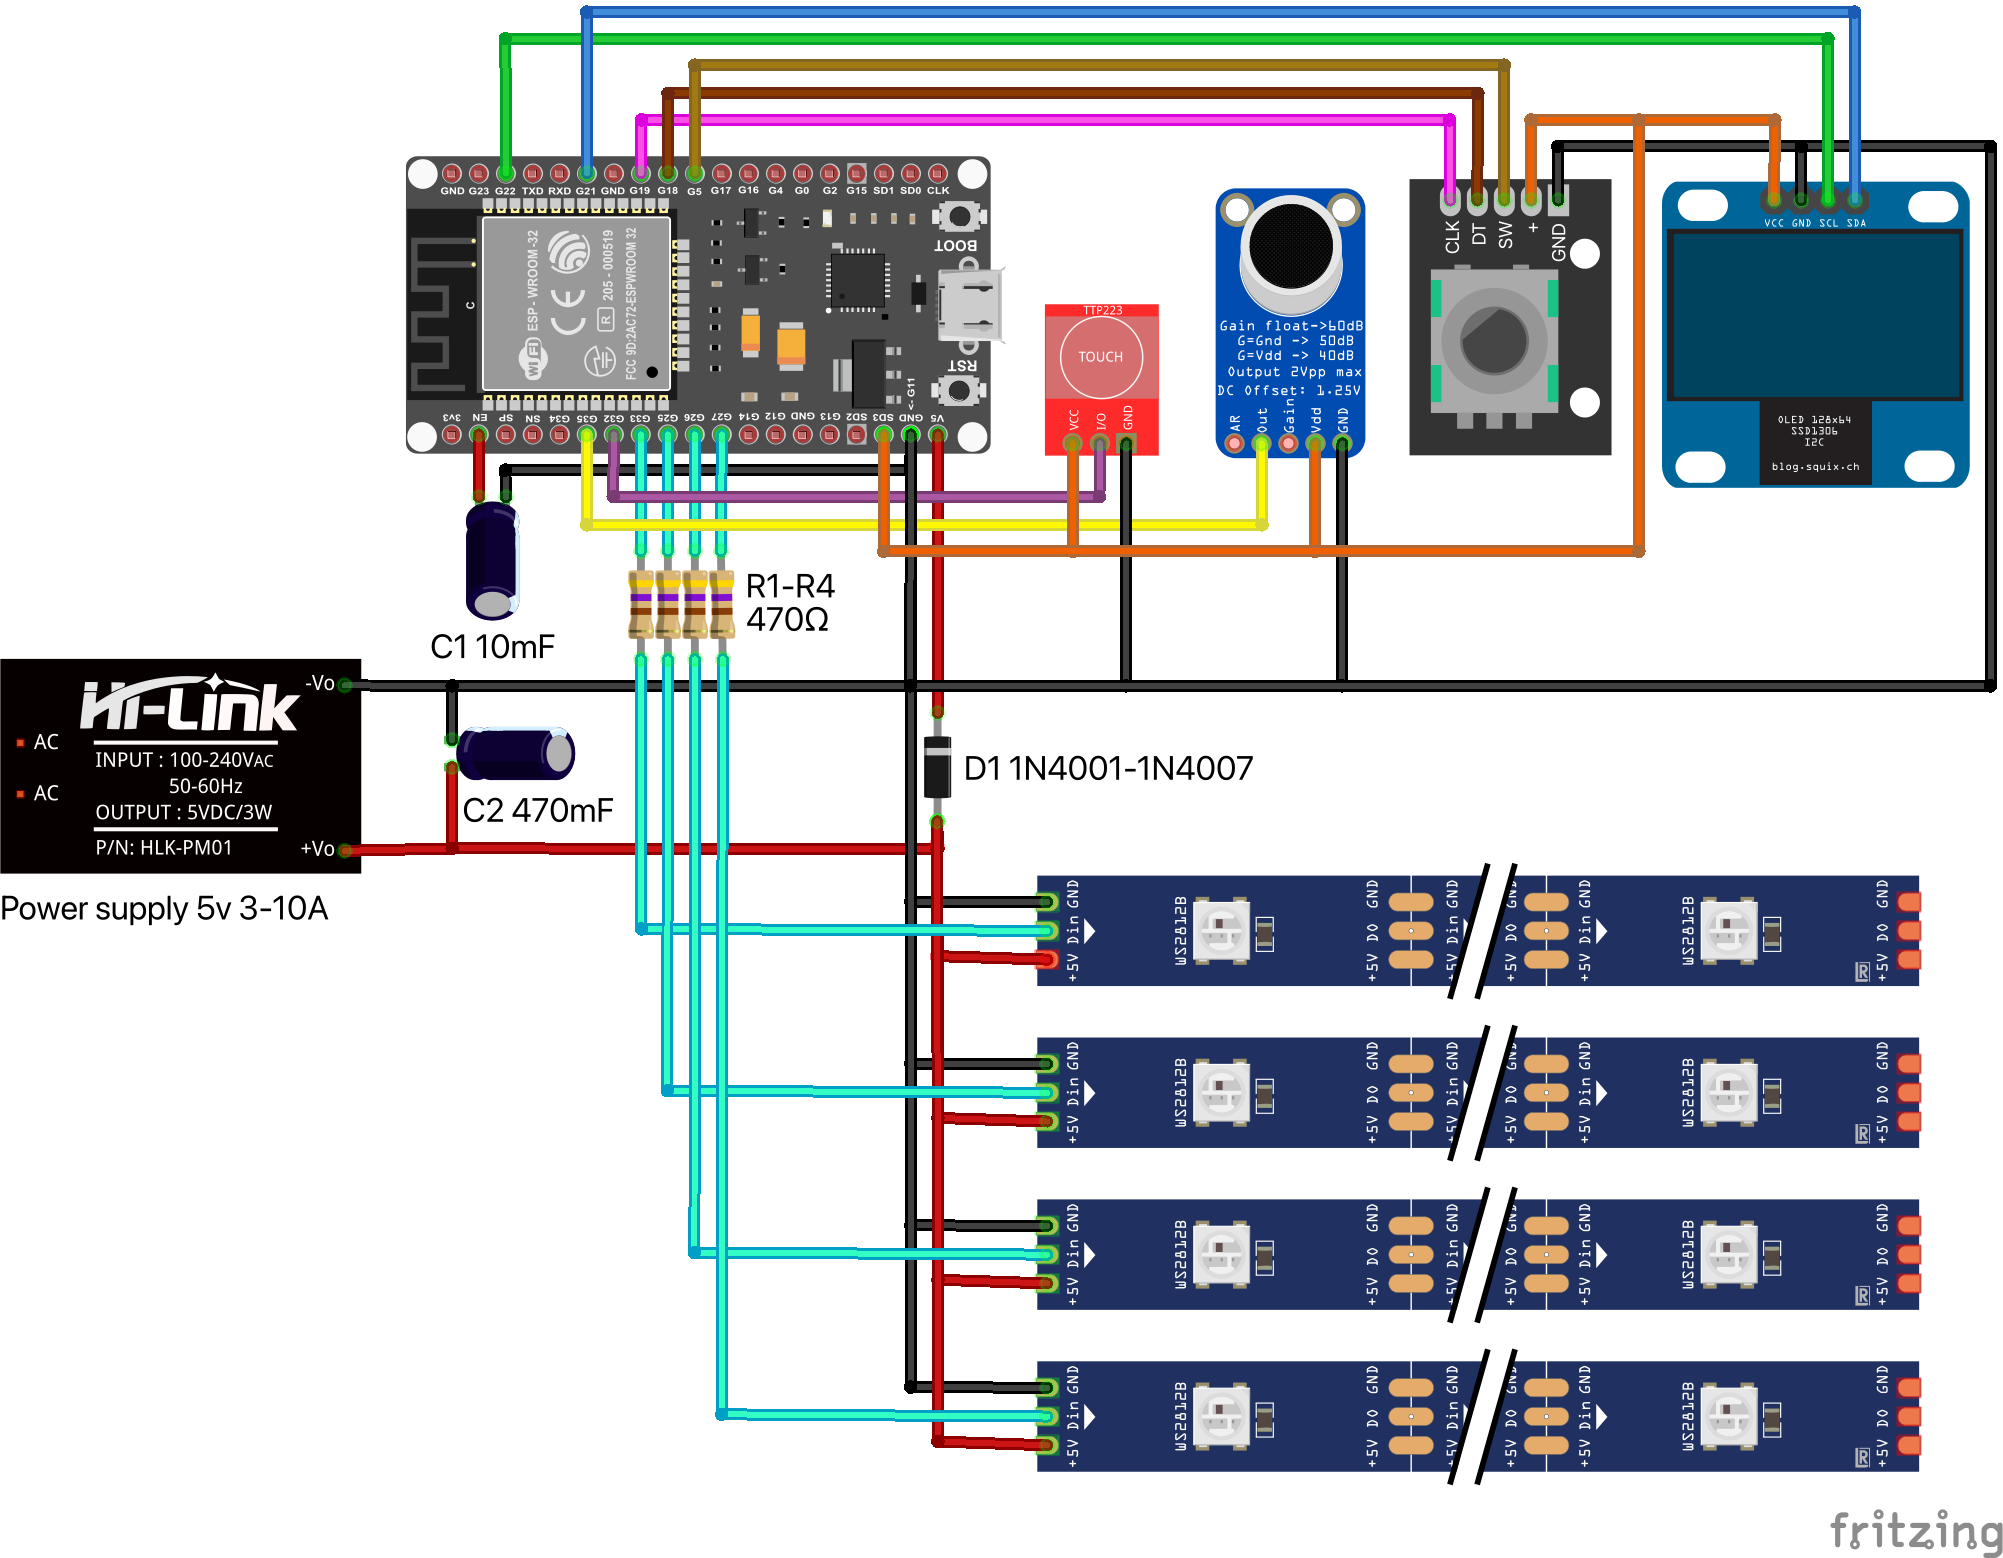 GND G23 G22 TXD RXD G21 GND G19 G18 G5 G17 G16 G4 G0 G2 G15 SD1 SD0 CLK
ESP - WROOM-32
WiFi
CE
R 205 - 000519
FCC 9D:2AC72-ESPWROOM 32
C
BOOT
RST
<- G11
3v3 EN SP SN G34 G35 G32 G33 G25 G26 G27 G14 G12 GND G13 SD2 SD3 GND V5
TTP223
TOUCH
VCC I/O GND
Gain float->60dB
G=Gnd -> 50dB
G=Vdd -> 40dB
Output 2Vpp max
DC Offset: 1.25V
AR Out Gain Vdd GND
CLK DT SW + GND
VCC GND SCL SDA
OLED 128x64
SSD1306
I2C
blog.squix.ch
R1-R4
470Ω
C1 10mF
Hi-Link
-Vo
AC
AC
INPUT : 100-240VAC
50-60Hz
OUTPUT : 5VDC/3W
P/N: HLK-PM01
+Vo
C2 470mF
D1 1N4001-1N4007
Power supply 5v 3-10A
+5V Din GND WS2812B +5V DO GND +5V Din GND +5V DO GND +5V Din GND WS2812B LR +5V DO GND
+5V Din GND WS2812B +5V DO GND +5V Din GND +5V DO GND +5V Din GND WS2812B LR +5V DO GND
+5V Din GND WS2812B +5V DO GND +5V Din GND +5V DO GND +5V Din GND WS2812B LR +5V DO GND
+5V Din GND WS2812B +5V DO GND +5V Din GND +5V DO GND +5V Din GND WS2812B LR +5V DO GND
fritzing